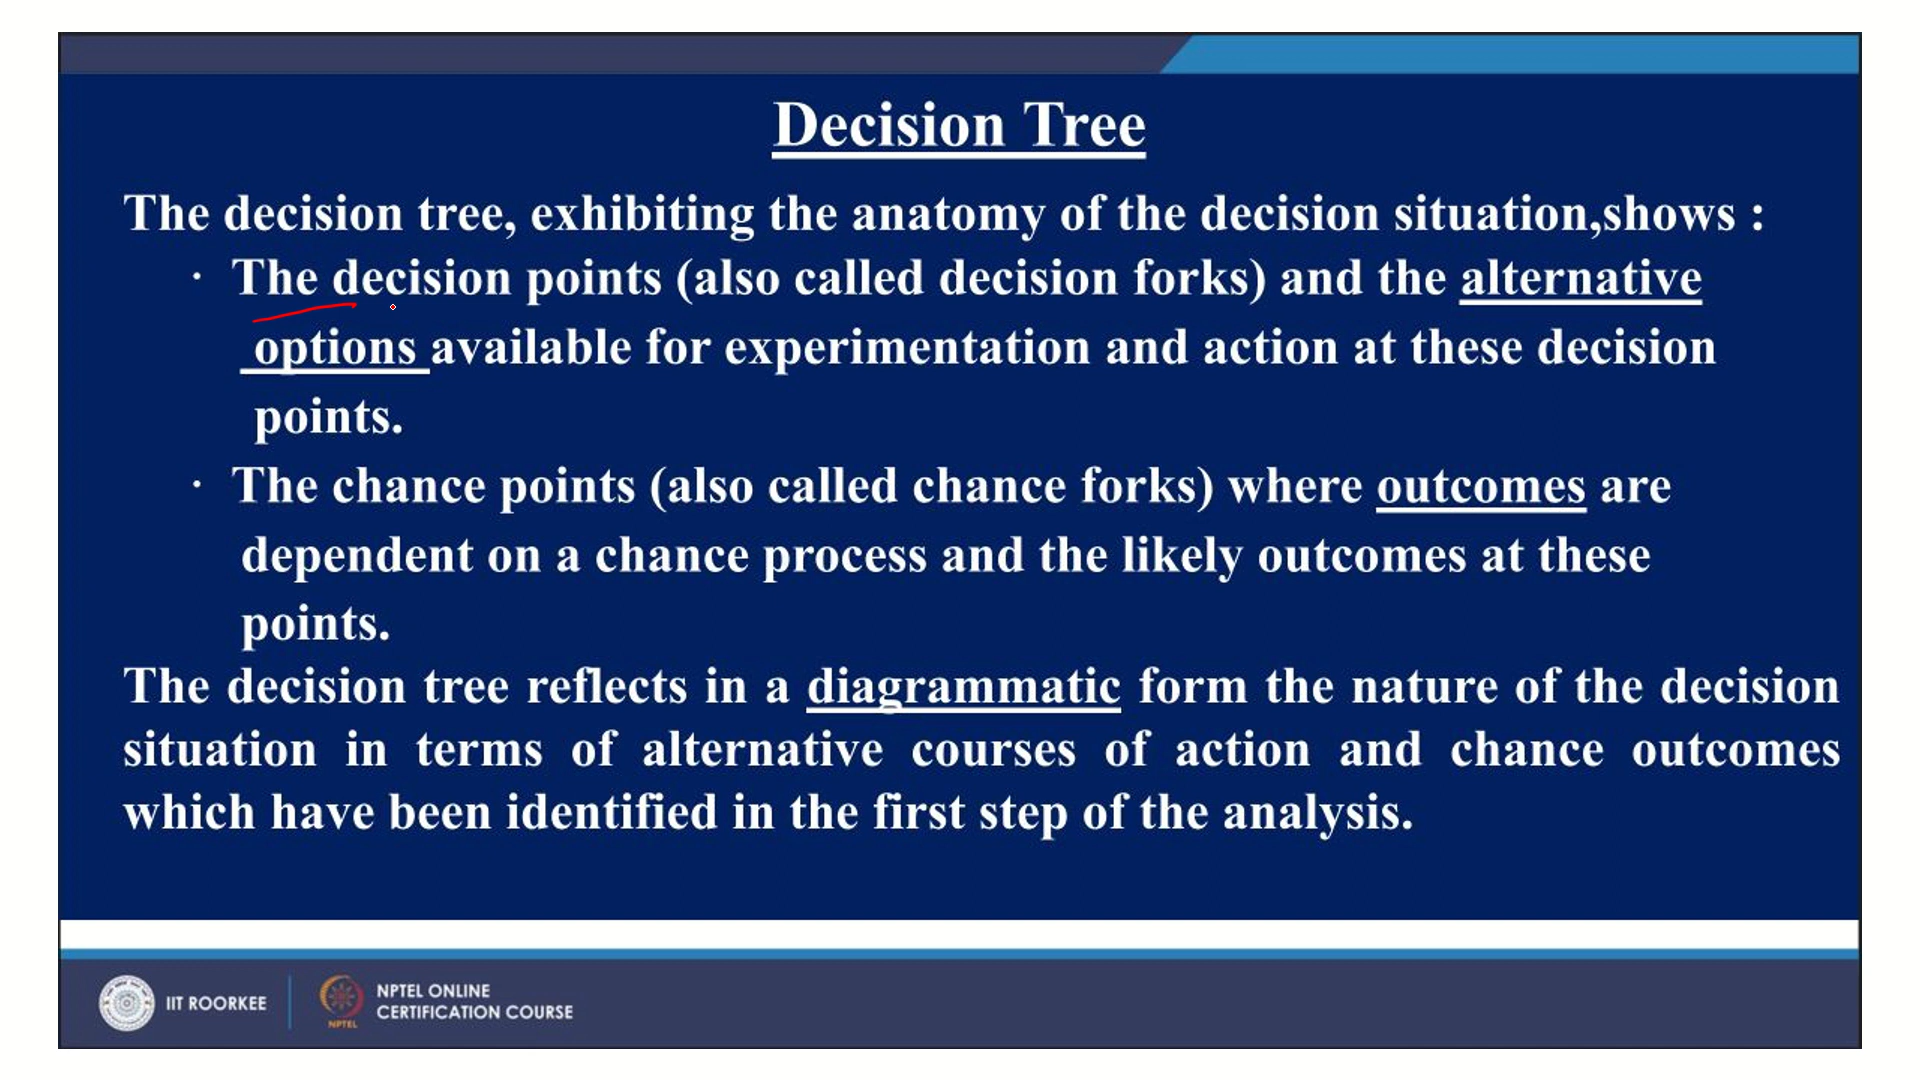 Decision Tree
The decision tree, exhibiting the anatomy of the decision situation,shows :
· The decision points (also called decision forks) and the alternative
options available for experimentation and action at these decision
points.
· The chance points (also called chance forks) where outcomes are
dependent on a chance process and the likely outcomes at these
points.
The decision tree reflects in a diagrammatic form the nature of the decision
situation in terms of alternative courses of action and chance outcomes
which have been identified in the first step of the analysis.
IIT ROORKEE
NPTEL
NPTEL ONLINE
CERTIFICATION COURSE